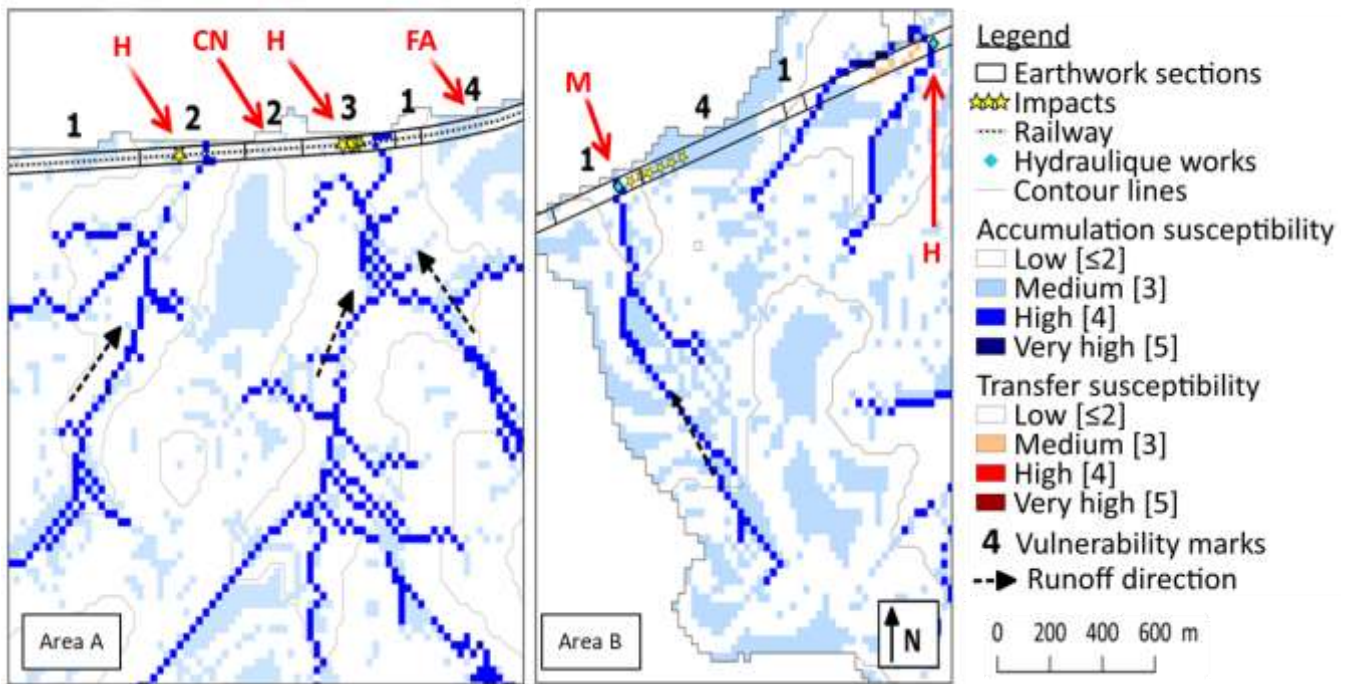 H
CN
H
FA
1
2
2
3
1
4
Area A
M
1
4
1
H
Area B
N
Legend
Earthwork sections
Impacts
Railway
Hydraulique works
Contour lines
Accumulation susceptibility
Low [≤2]
Medium [3]
High [4]
Very high [5]
Transfer susceptibility
Low [≤2]
Medium [3]
High [4]
Very high [5]
4 Vulnerability marks
Runoff direction
0 200 400 600 m